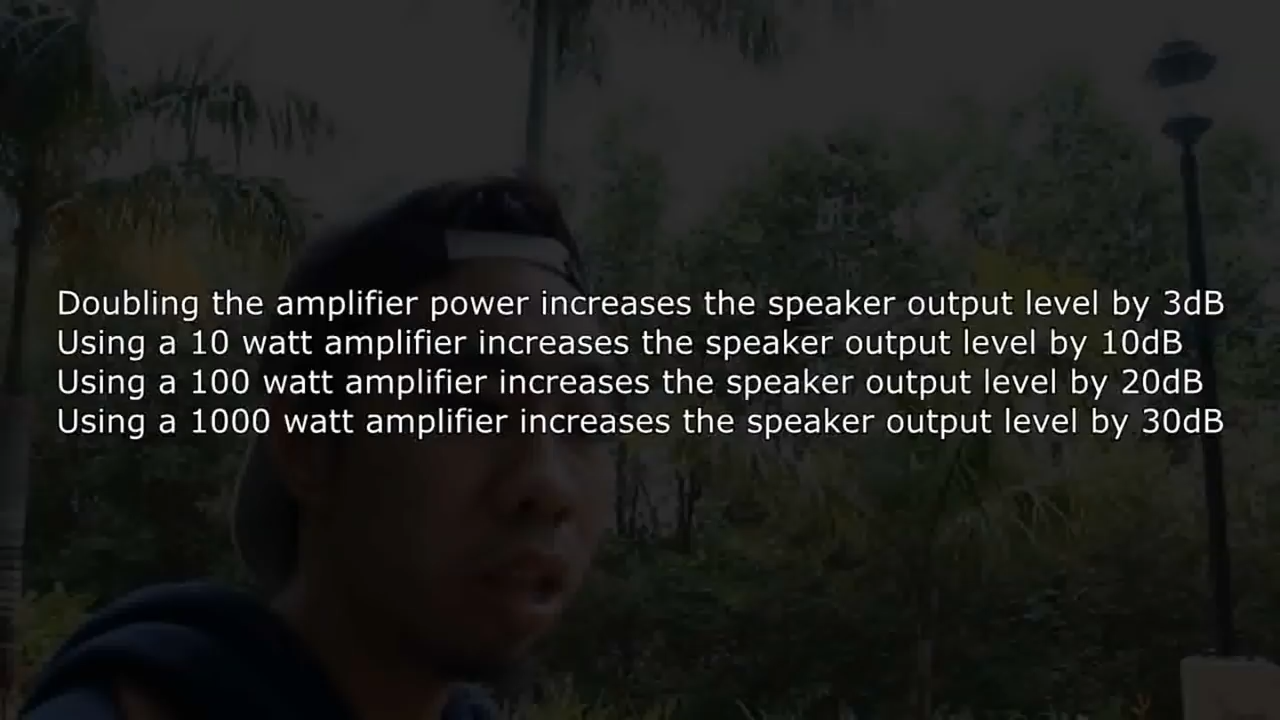 Doubling the amplifier power increases the speaker output level by 3dB
Using a 10 watt amplifier increases the speaker output level by 10dB
Using a 100 watt amplifier increases the speaker output level by 20dB
Using a 1000 watt amplifier increases the speaker output level by 30dB